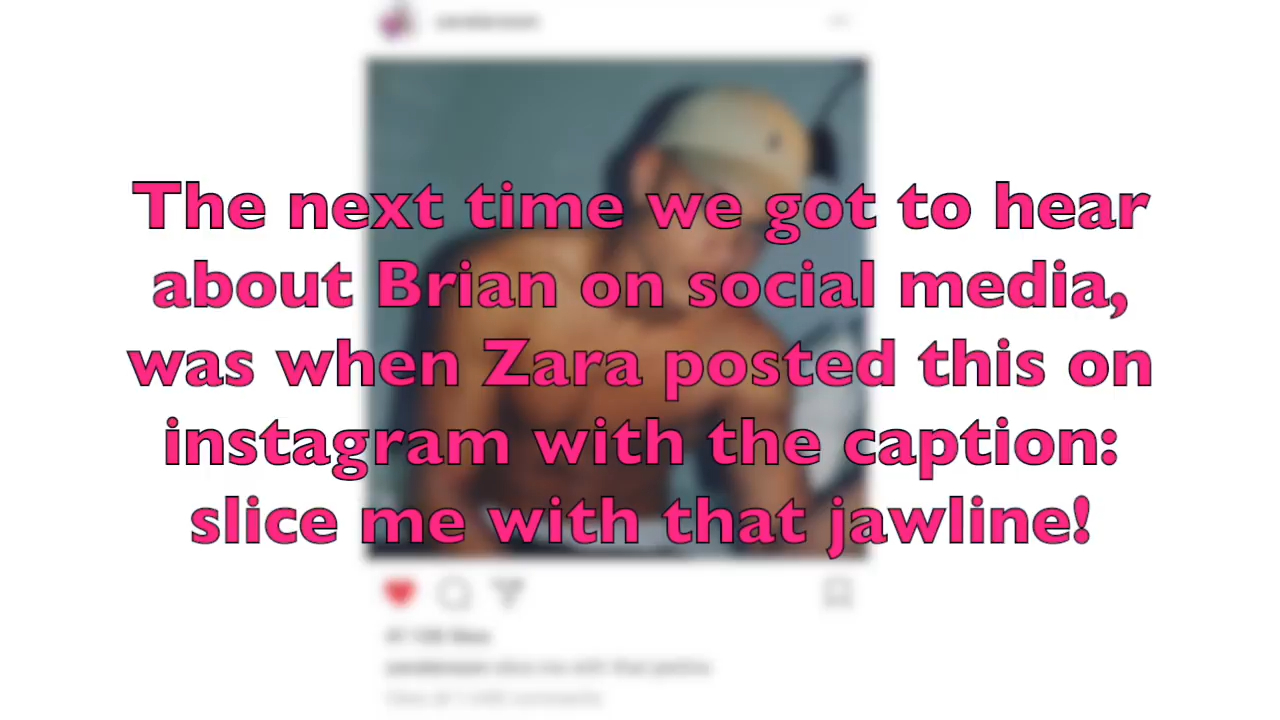 The next time we got to hear
about Brian on social media,
was when Zara posted this on
instagram with the caption:
slice me with that jawline!